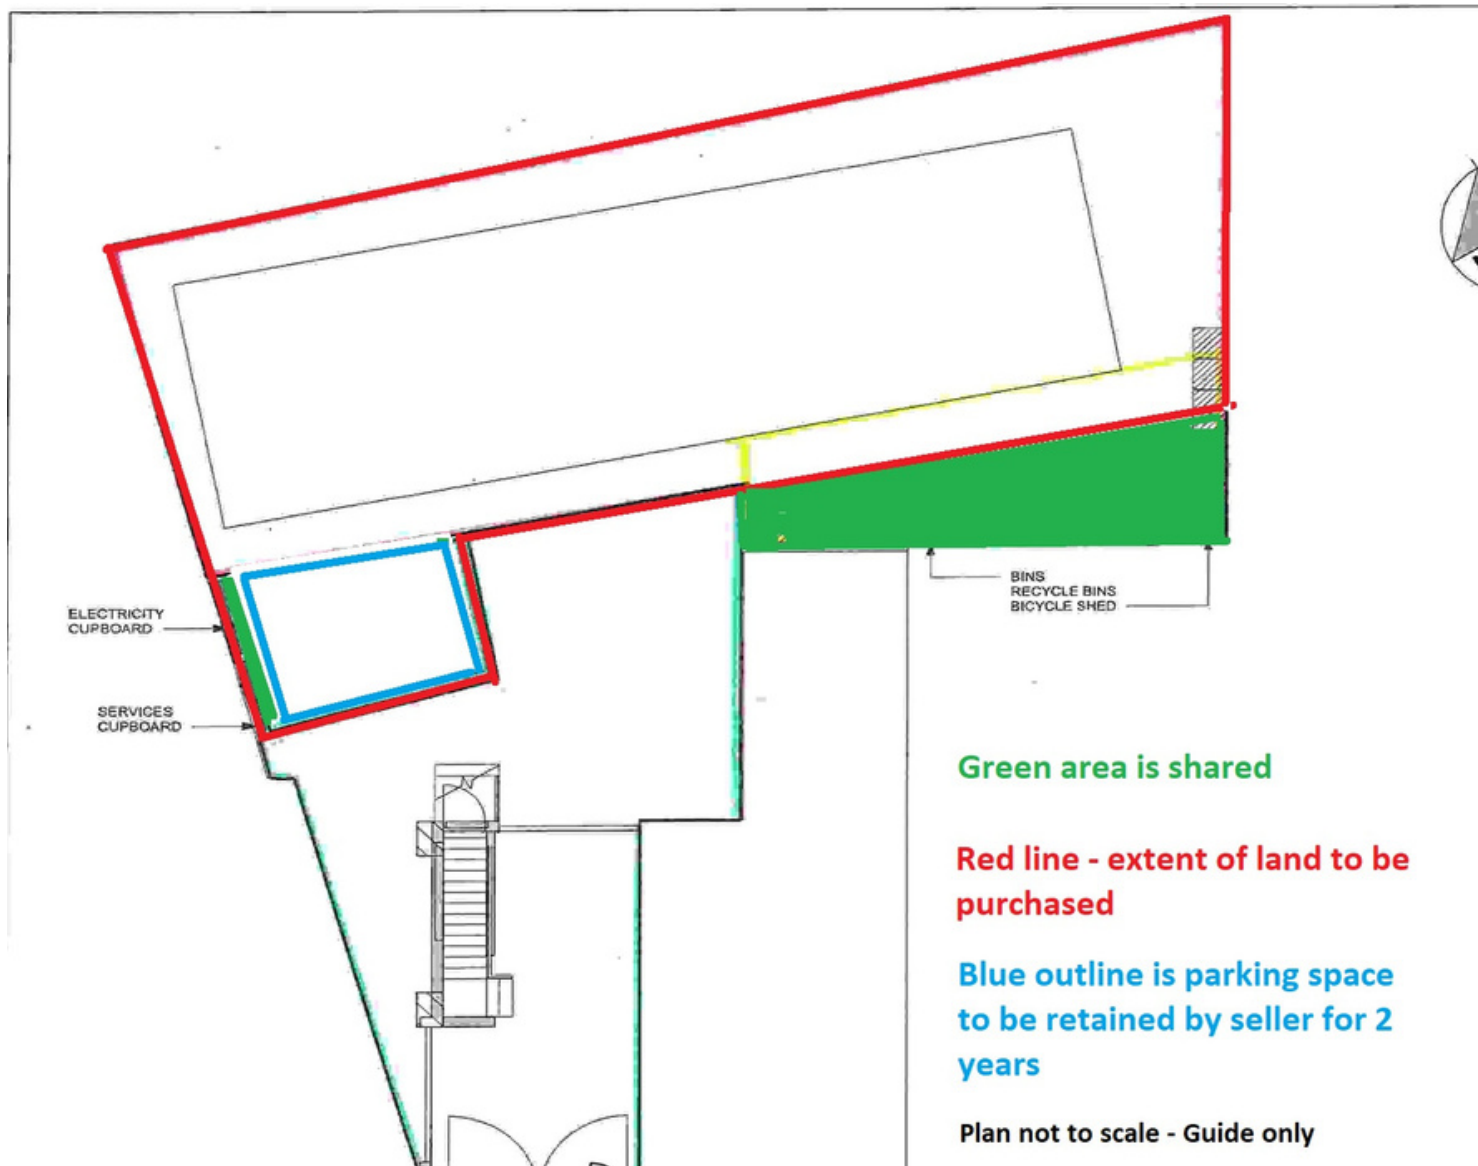 ELECTRICITY
CUPBOARD
SERVICES
CUPBOARD
BINS
RECYCLE BINS
BICYCLE SHED
Green area is shared
Red line - extent of land to be
purchased
Blue outline is parking space
to be retained by seller for 2
years
Plan not to scale - Guide only